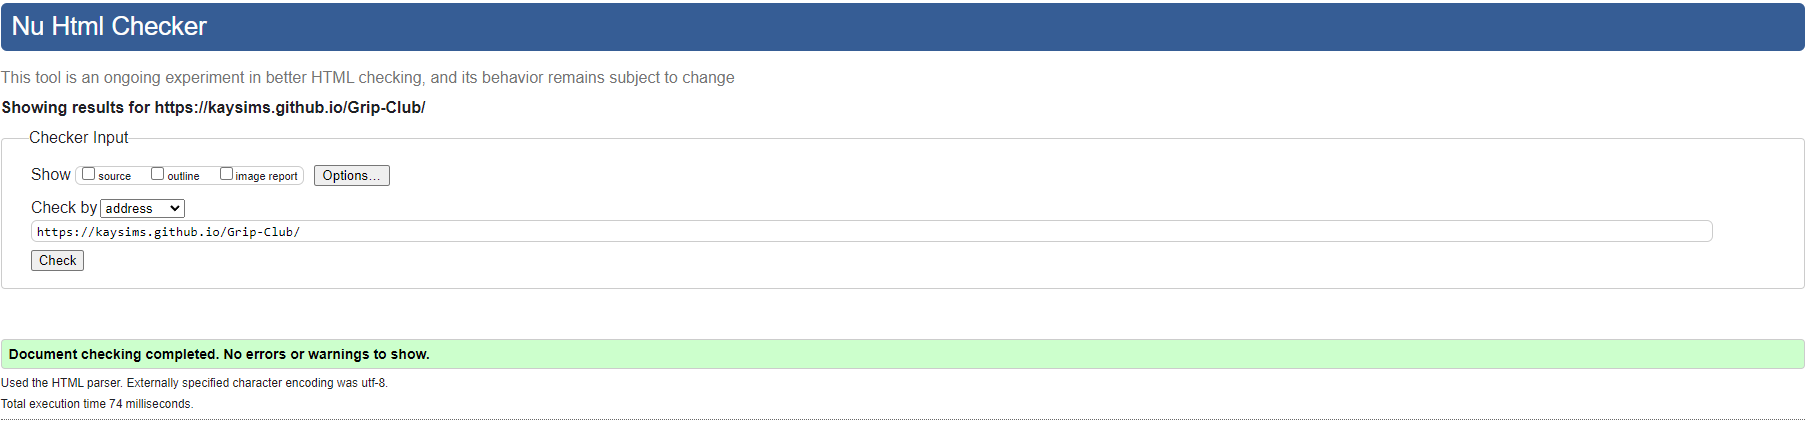 Nu Html Checker
This tool is an ongoing experiment in better HTML checking, and its behavior remains subject to change
Showing results for https://kaysims.github.io/Grip-Club/
Checker Input
Show source outline image report Options...
Check by address
https://kaysims.github.io/Grip-Club/
Check
Document checking completed. No errors or warnings to show.
Used the HTML parser. Externally specified character encoding was utf-8.
Total execution time 74 milliseconds.